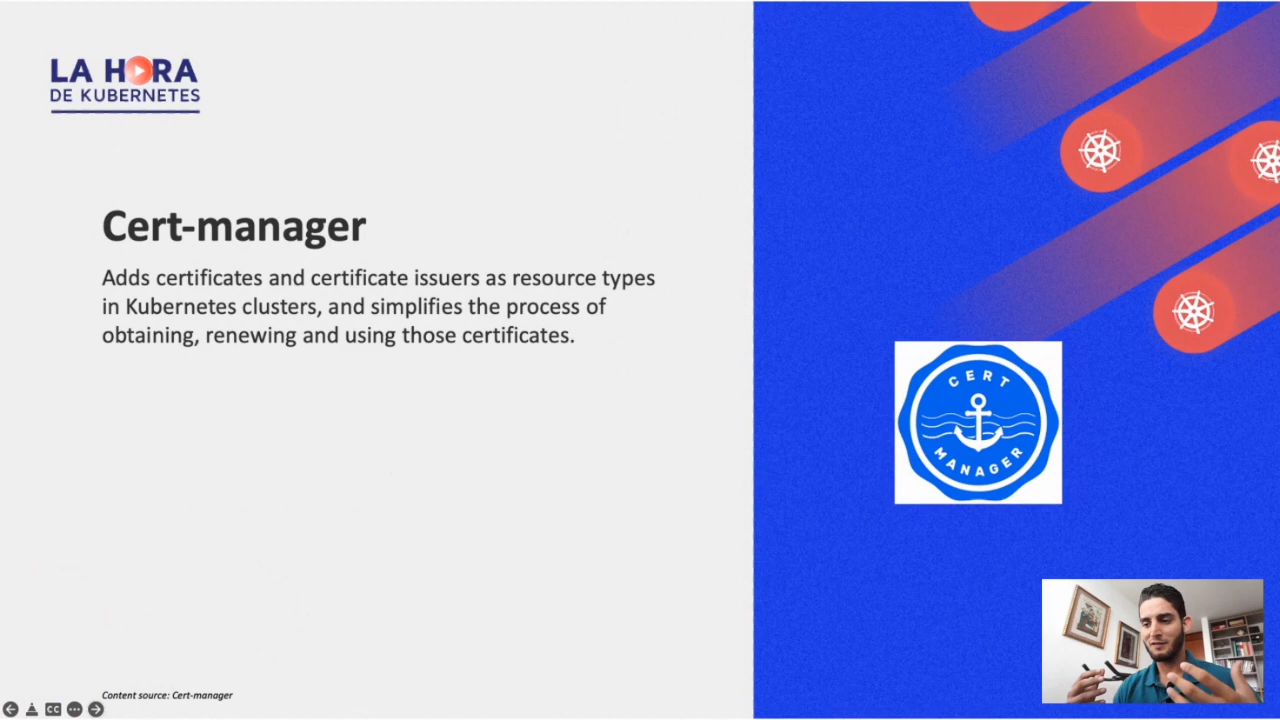 LA HORA
DE KUBERNETES
Cert-manager
Adds certificates and certificate issuers as resource types
in Kubernetes clusters, and simplifies the process of
obtaining, renewing and using those certificates.
CERT
MANAGER
Content source: Cert-manager
CC